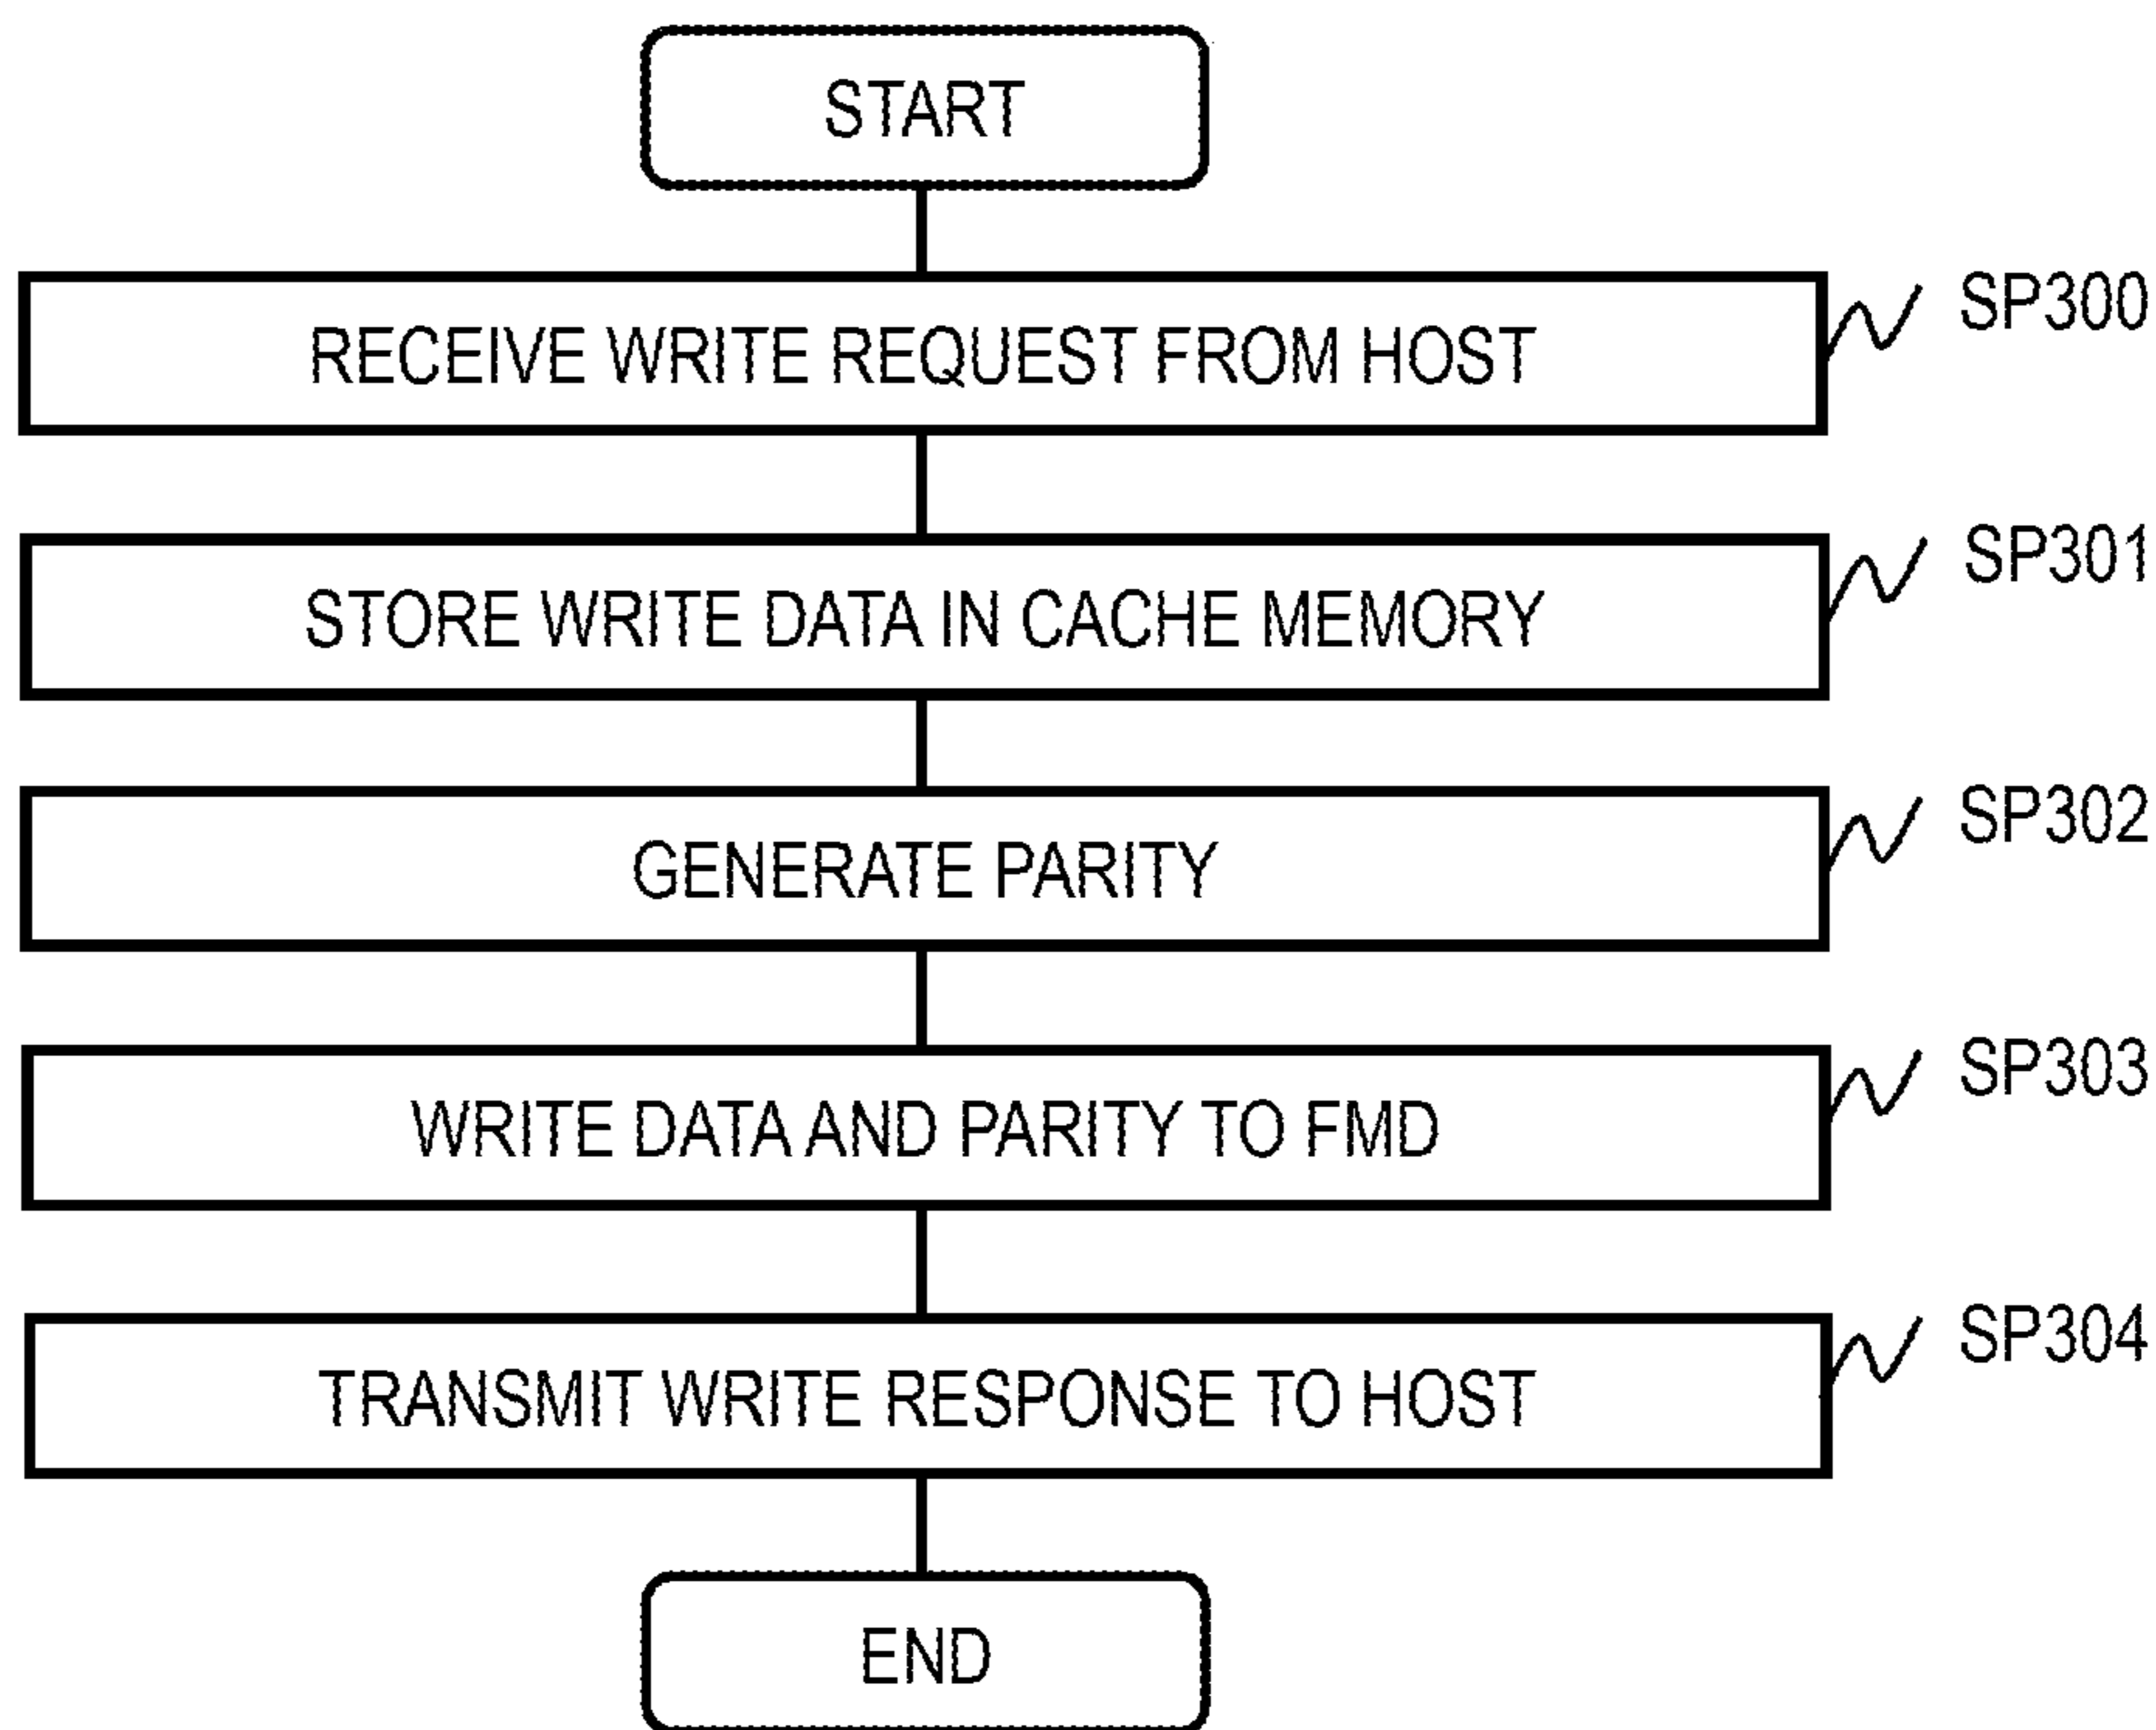 START
RECEIVE WRITE REQUEST FROM HOST
SP300
STORE WRITE DATA IN CACHE MEMORY
SP301
GENERATE PARITY
SP302
WRITE DATA AND PARITY TO FMD
SP303
TRANSMIT WRITE RESPONSE TO HOST
SP304
END